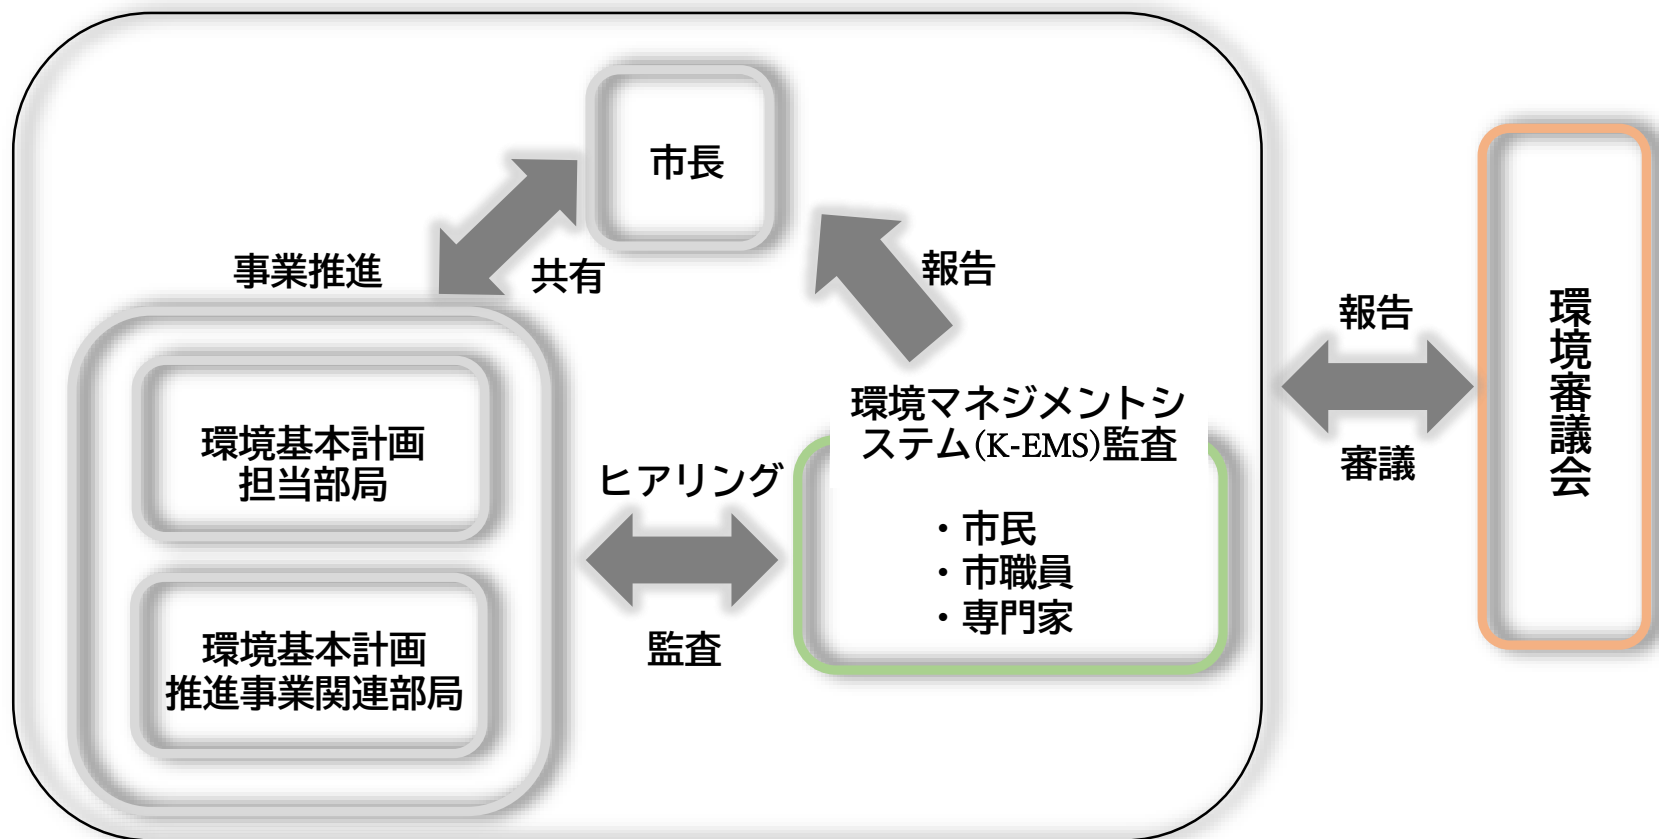 市長
事業推進
共有
報告
環境基本計画
担当部局
環境基本計画
推進事業関連部局
ヒアリング
監査
環境マネジメントシ
ステム(K-EMS)監査
・市民
・市職員
・専門家
報告
審議
環境審議会